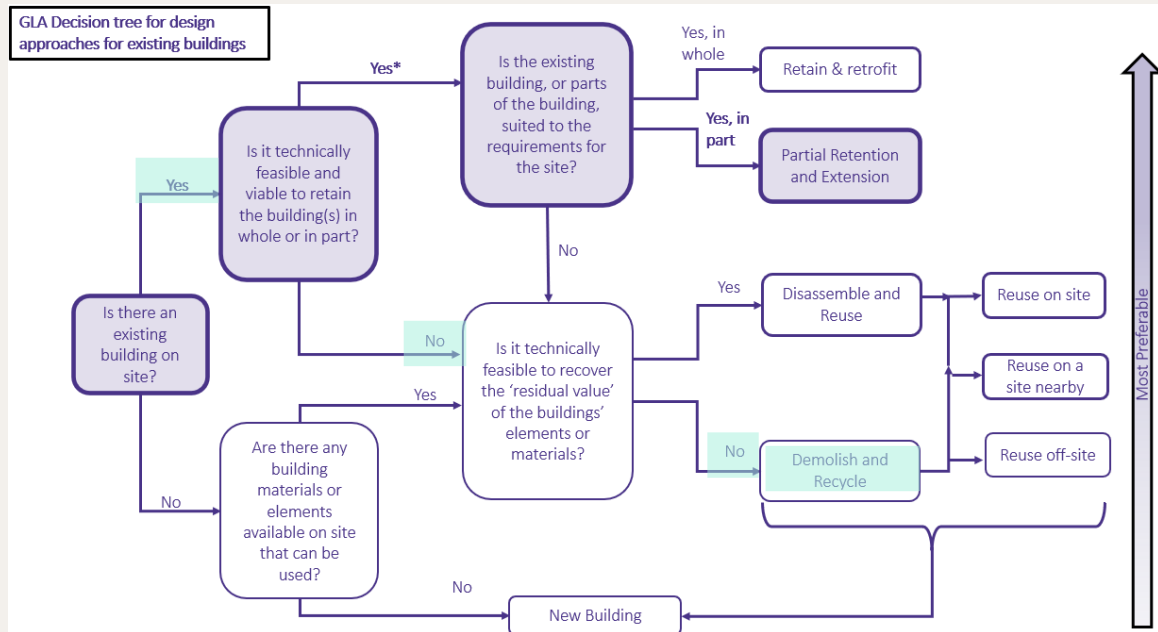 GLA Decision tree for design
approaches for existing buildings
Yes*
Is the existing
building, or parts
of the building,
suited to the
requirements for
the site?
Yes, in
whole
Retain & retrofit
Yes, in
part
Partial Retention
and Extension
Is it technically
feasible and
viable to retain
the building(s) in
whole or in part?
Yes
No
Is there an
existing
building on
site?
No
Is it technically
feasible to recover
the ‘residual value’
of the buildings’
elements or
materials?
Yes
Disassemble and
Reuse
Reuse on site
Reuse on a
site nearby
Reuse off-site
No
Demolish and
Recycle
Yes
Are there any
building
materials or
elements
available on site
that can be
used?
No
No
New Building
Most Preferable